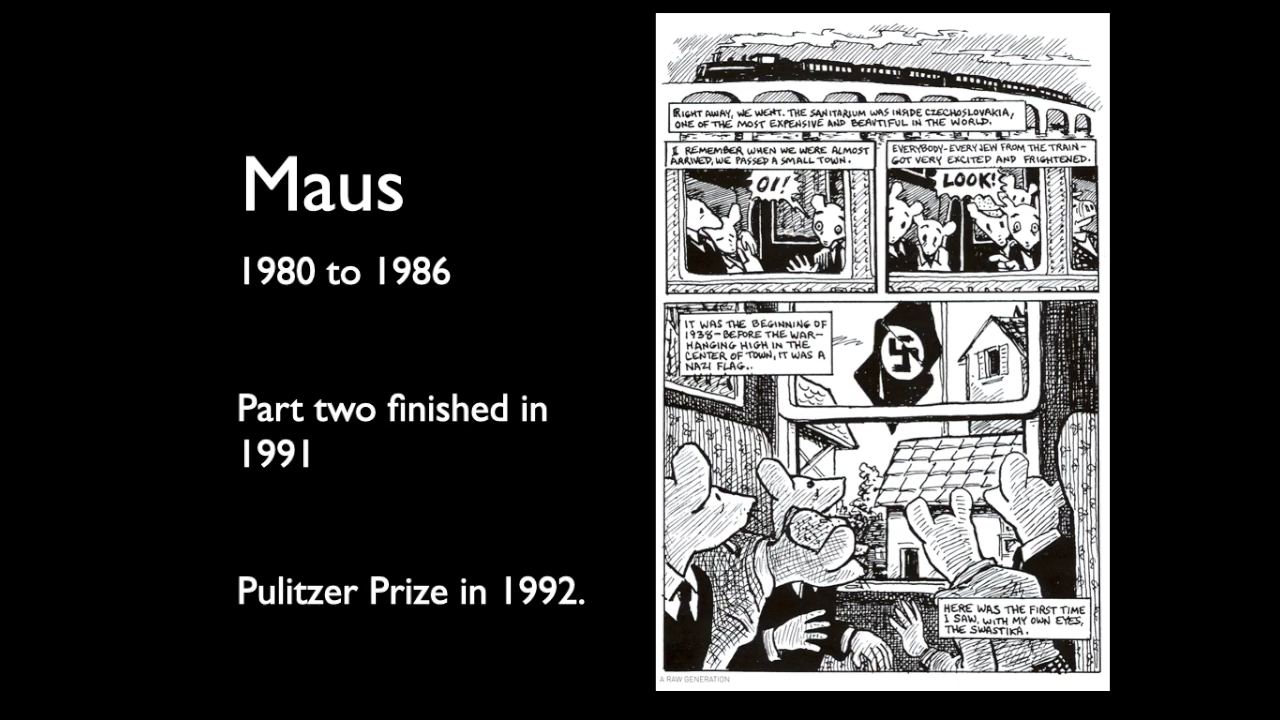 Maus
1980 to 1986
Part two finished in
1991
Pulitzer Prize in 1992.
RIGHT AWAY, WE WENT. THE SANITARIUM WAS INSIDE CZECHOSLOVAKIA,
ONE OF THE MOST EXPENSIVE AND BEAUTIFUL IN THE WORLD.
I REMEMBER WHEN WE WERE ALMOST
ARRIVED, WE PASSED A SMALL TOWN.
OI!
EVERYBODY-EVERY JEW FROM THE TRAIN-
GOT VERY EXCITED AND FRIGHTENED.
LOOK!
IT WAS THE BEGINNING OF
1938-BEFORE THE WAR-
HANGING HIGH IN THE
CENTER OF TOWN, IT WAS A
NAZI FLAG..
HERE WAS THE FIRST TIME
I SAW, WITH MY OWN EYES,
THE SWASTIKA.
A RAW GENERATION